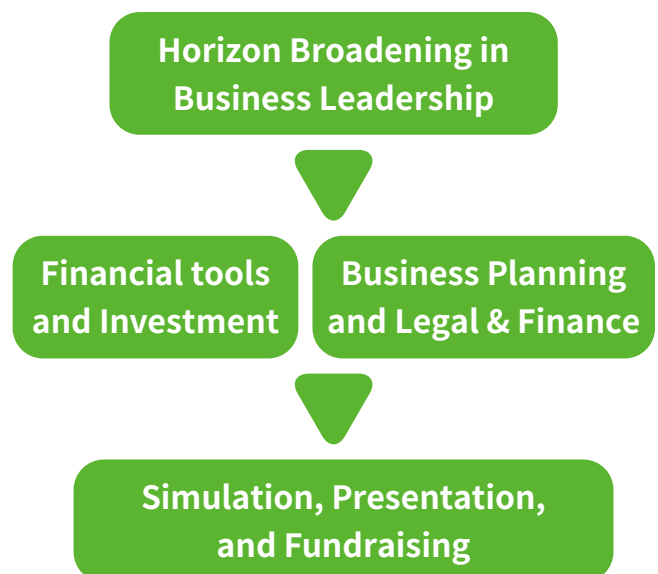 Horizon Broadening in
Business Leadership
Financial tools
and Investment
Business Planning
and Legal & Finance
Simulation, Presentation,
and Fundraising